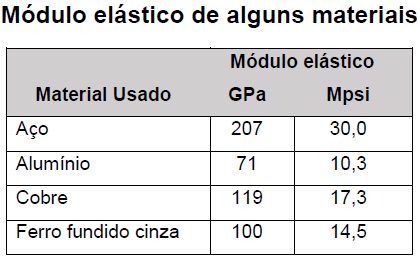 Módulo elástico de alguns materiais
Módulo elástico
Material Usado GPa Mpsi
Aço 207 30,0
Alumínio 71 10,3
Cobre 119 17,3
Ferro fundido cinza 100 14,5